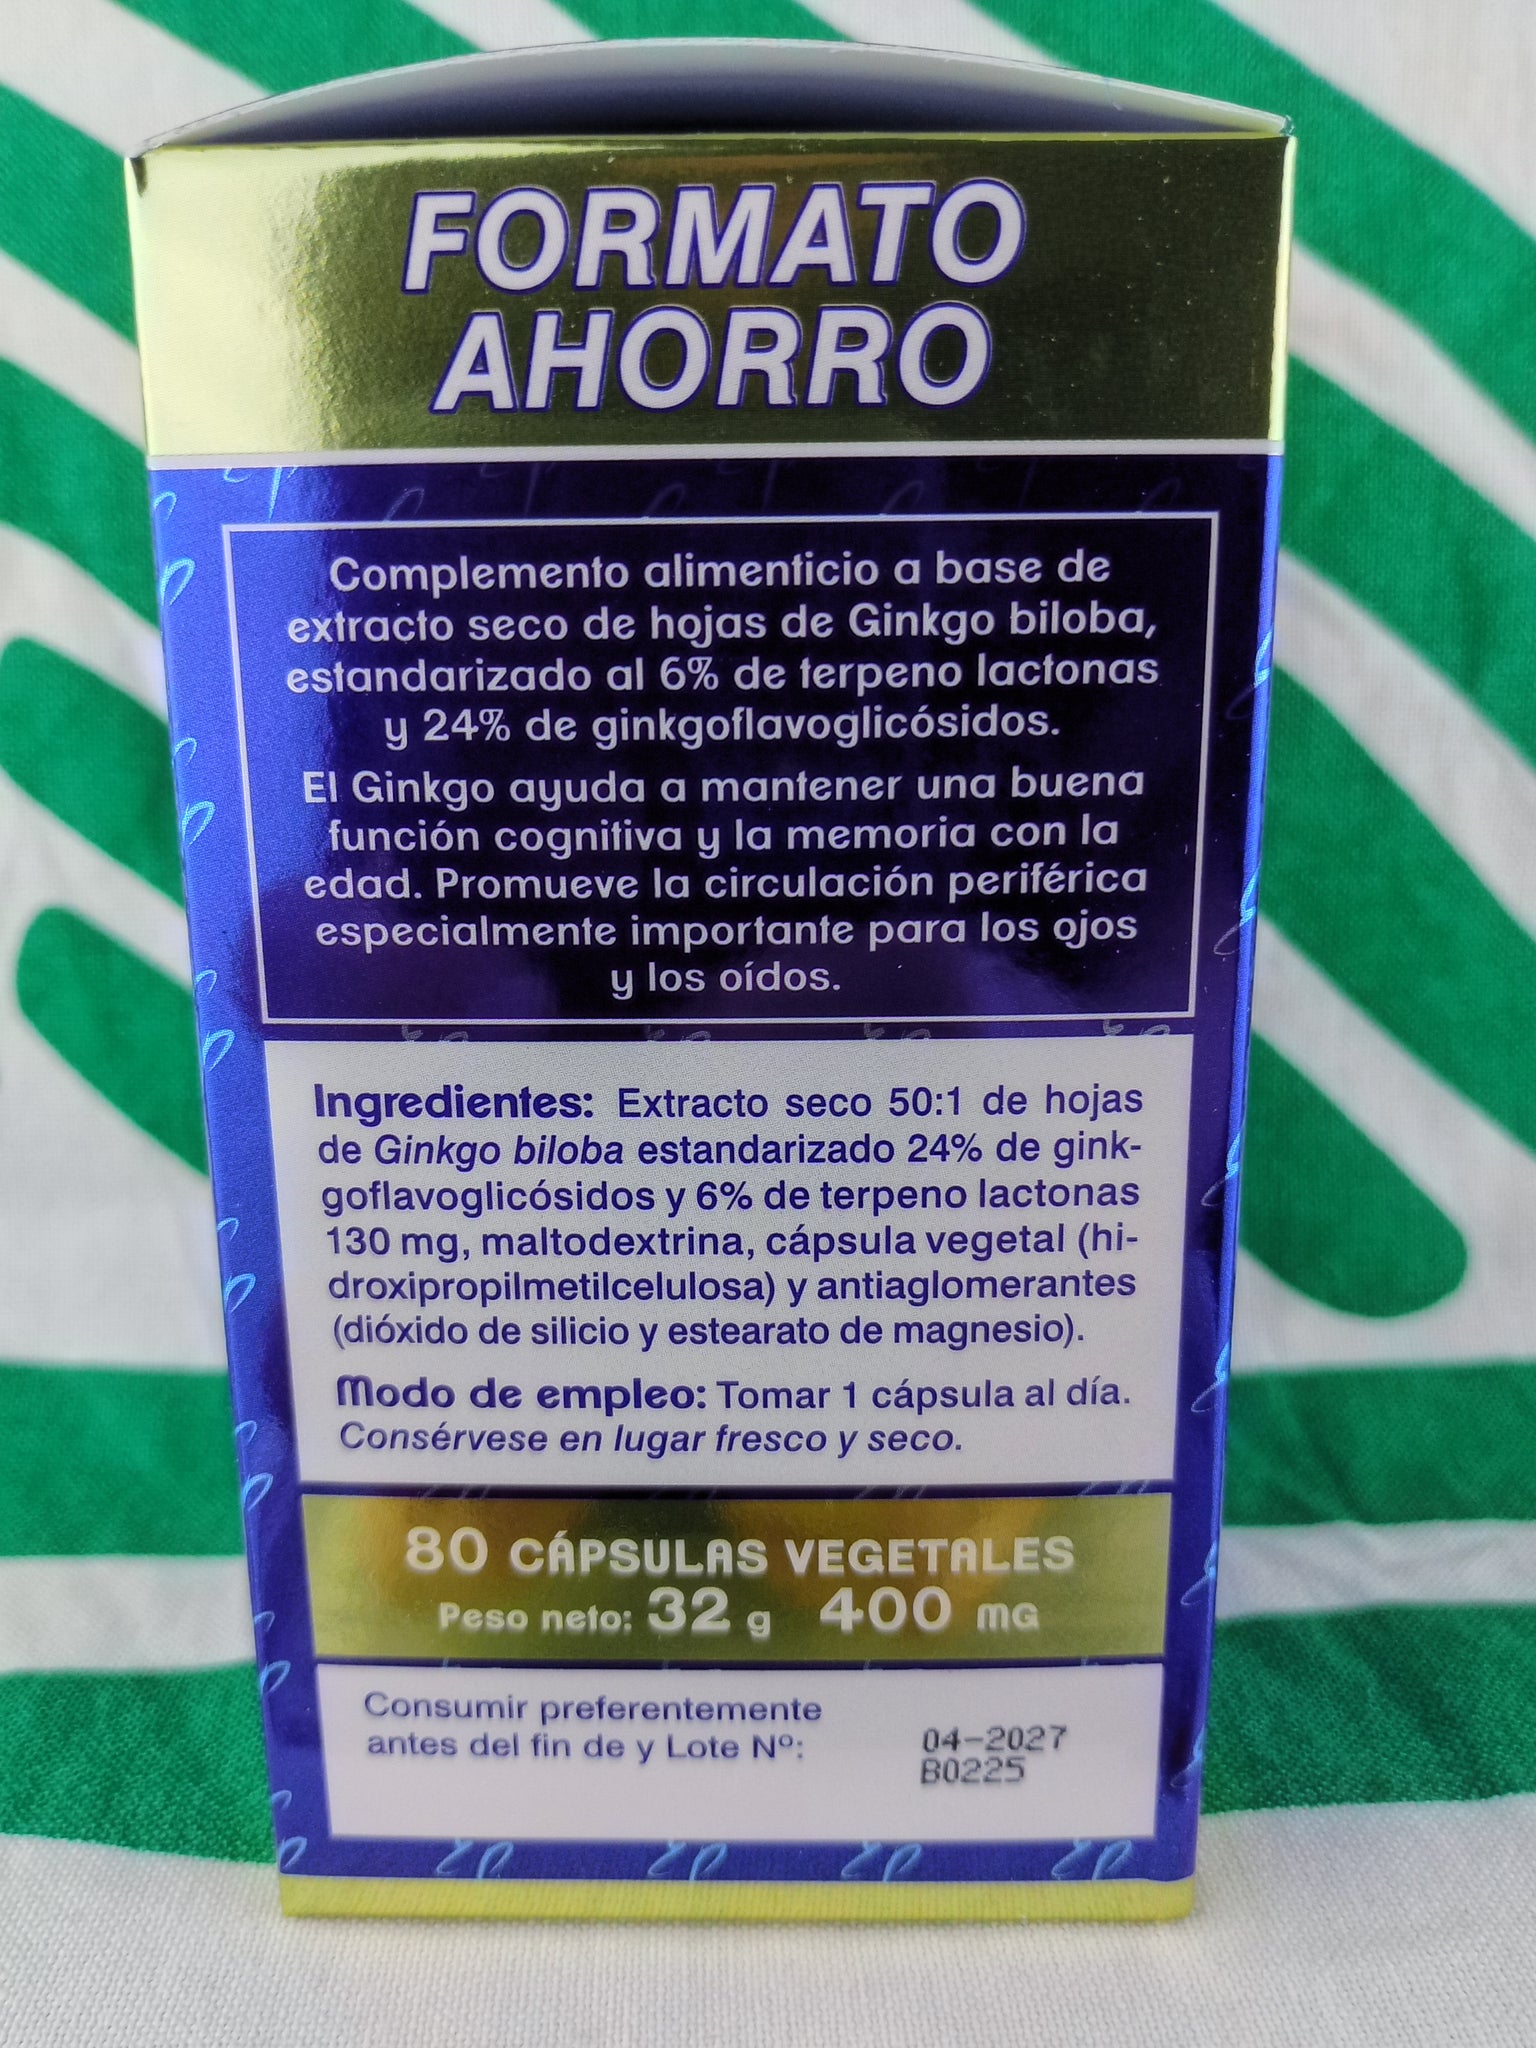 FORMATO
AHORRO
Complemento alimenticio a base de
extracto seco de hojas de Ginkgo biloba,
estandarizado al 6% de terpeno lactonas
y 24% de ginkgoflavoglicósidos.
El Ginkgo ayuda a mantener una buena
función cognitiva y la memoria con la
edad. Promueve la circulación periférica
especialmente importante para los ojos
y los oídos.
Ingredientes: Extracto seco 50:1 de hojas
de Ginkgo biloba estandarizado 24% de gink-
goflavoglicósidos y 6% de terpeno lactonas
130 mg, maltodextrina, cápsula vegetal (hi-
droxipropilmetilcelulosa) y antiaglomerantes
(dióxido de silicio y estearato de magnesio).
Modo de empleo: Tomar 1 cápsula al día.
Consérvese en lugar fresco y seco.
80 CÁPSULAS VEGETALES
Peso neto: 32 g 400 MG
Consumir preferentemente
antes del fin de y Lote Nº:
04-2027
B0225